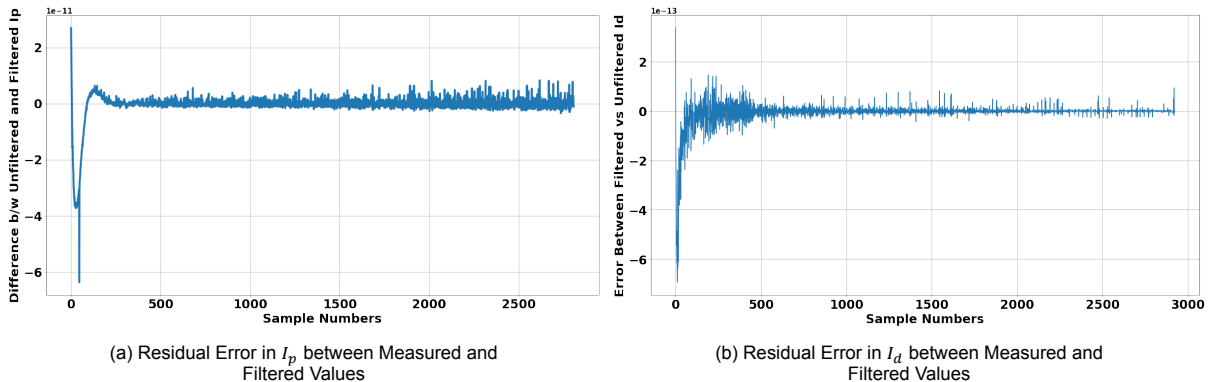 1e−11
Difference b/w Unfiltered and Filtered Ip
2
0
−2
−4
−6
0 500 1000 1500 2000 2500
Sample Numbers
(a) Residual Error in I_p between Measured and
Filtered Values
1e−13
Error Between Filtered vs Unfiltered Id
2
0
−2
−4
−6
0 500 1000 1500 2000 2500 3000
Sample Numbers
(b) Residual Error in I_d between Measured and
Filtered Values